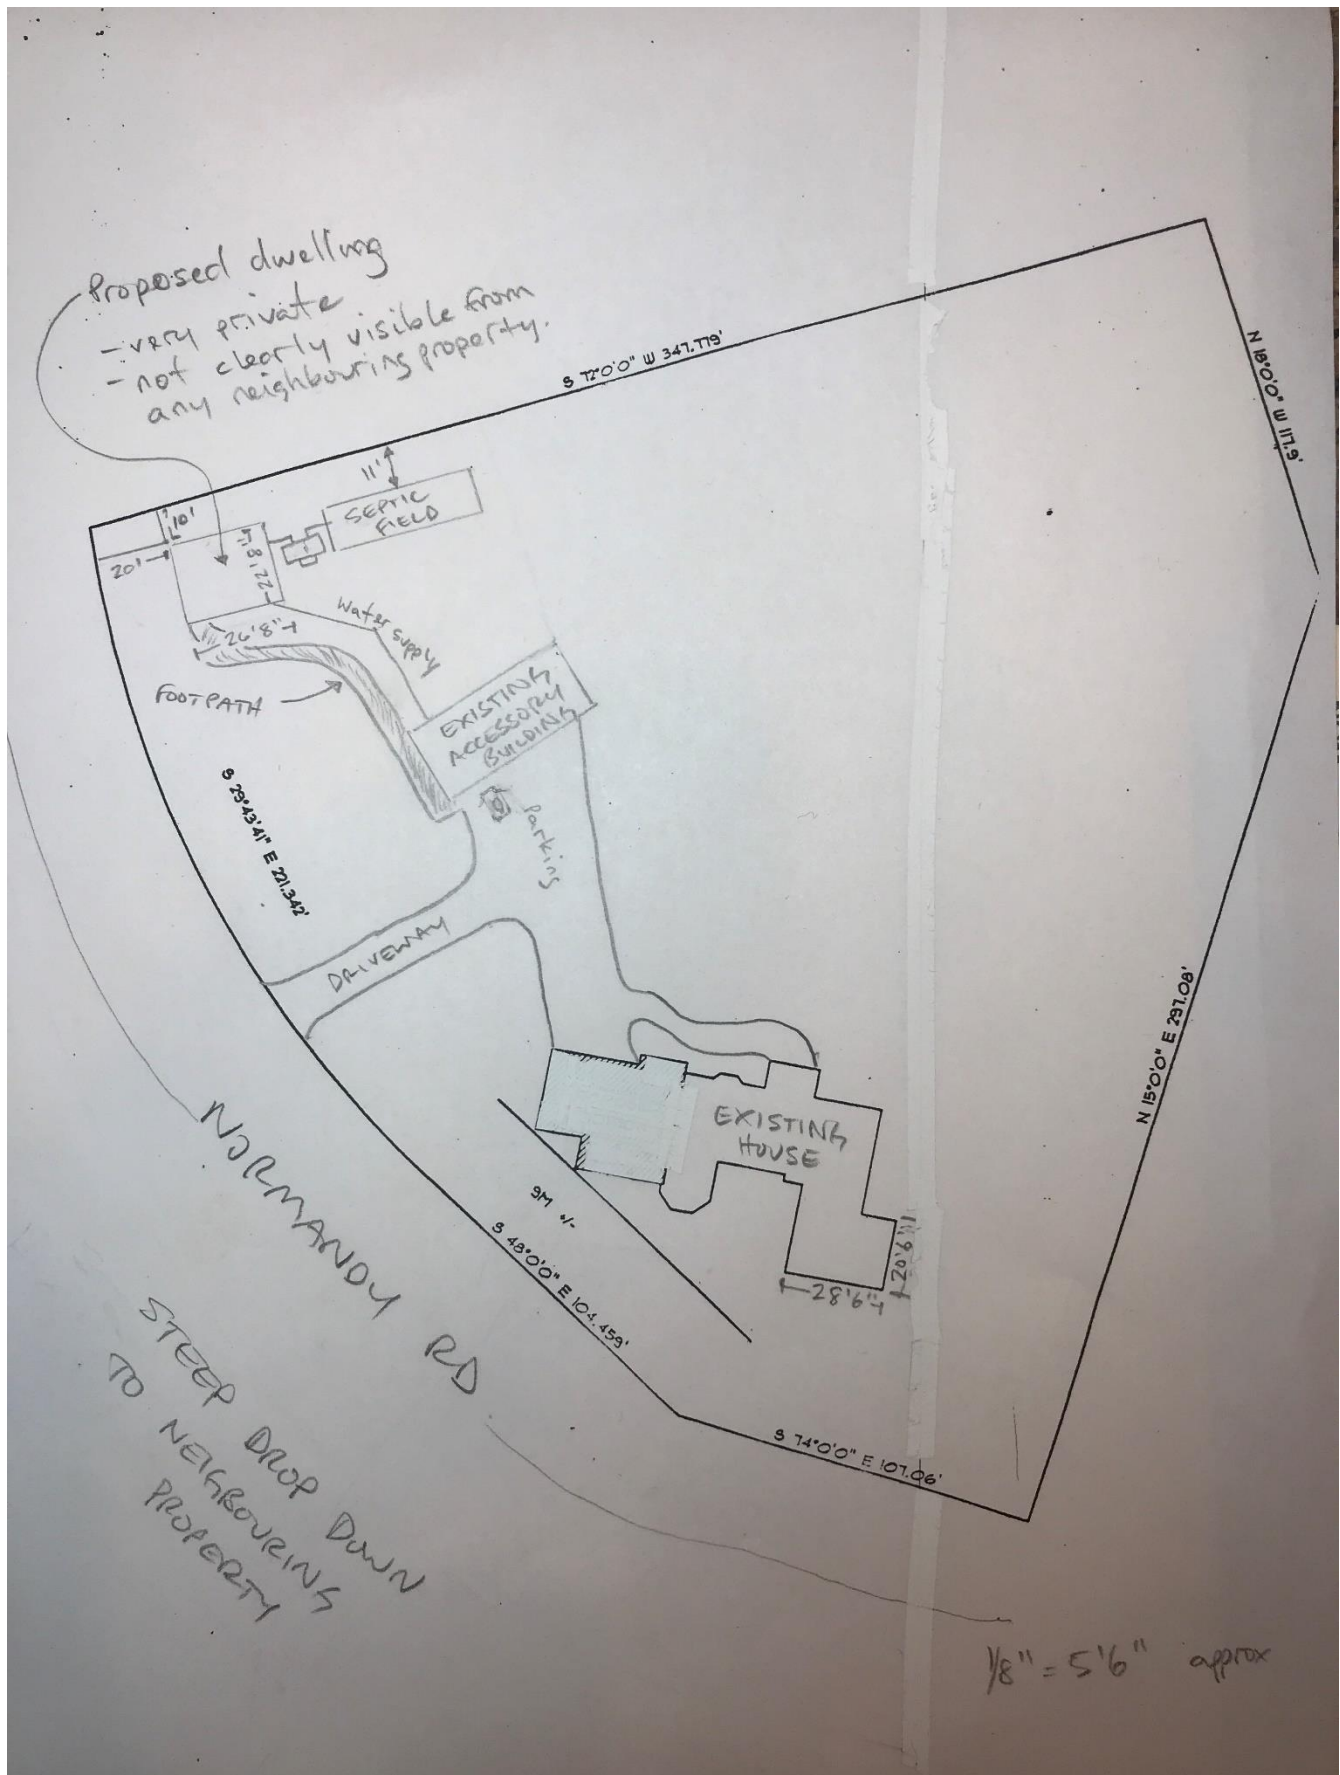 Proposed dwelling
- very private
- not clearly visible from
any neighbouring property.
S 72°0'0" W 347.779'
N 18°0'0" W 117.9'
11'
SEPTIC
FIELD
10'
20'
22'8"
26'8"
Water supply
FOOTPATH
EXISTING
ACCESSORY
BUILDING
Parking
S 29°43'41" E 221.342'
DRIVEWAY
N 15°0'0" E 297.08'
EXISTING
HOUSE
9M +/-
S 48°0'0" E 104.459'
20'6"
28'6"
NORMANDY RD
S 74°0'0" E 107.06'
STEEP DROP DOWN
TO NEIGBOURING
PROPERTY
1/8" = 5'6" approx